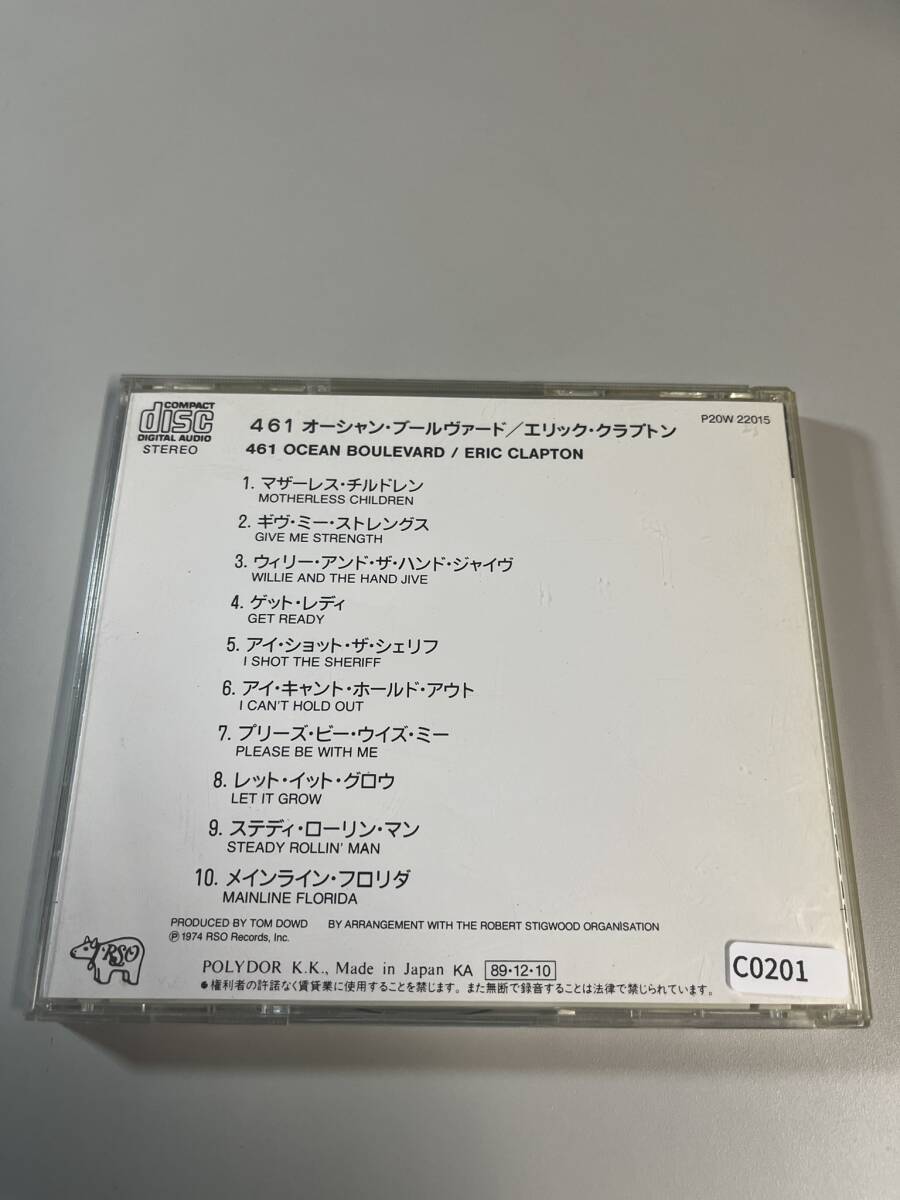 COMPACT
disc
DIGITAL AUDIO
STEREO
461 オーシャン・ブールヴァード／エリック・クラプトン
P20W 22015
461 OCEAN BOULEVARD / ERIC CLAPTON
1. マザーレス・チルドレン
MOTHERLESS CHILDREN
2. ギヴ・ミー・ストレングス
GIVE ME STRENGTH
3. ウィリー・アンド・ザ・ハンド・ジャイヴ
WILLIE AND THE HAND JIVE
4. ゲット・レディ
GET READY
5. アイ・ショット・ザ・シェリフ
I SHOT THE SHERIFF
6. アイ・キャント・ホールド・アウト
I CAN'T HOLD OUT
7. プリーズ・ビー・ウイズ・ミー
PLEASE BE WITH ME
8. レット・イット・グロウ
LET IT GROW
9. ステディ・ローリン・マン
STEADY ROLLIN' MAN
10. メインライン・フロリダ
MAINLINE FLORIDA
PRODUCED BY TOM DOWD BY ARRANGEMENT WITH THE ROBERT STIGWOOD ORGANISATION
℗ 1974 RSO Records, Inc.
RSO
POLYDOR K.K., Made in Japan KA 89・12・10
●権利者の許諾なく賃貸業に使用することを禁じます。また無断で録音することは法律で禁じられています。
C0201